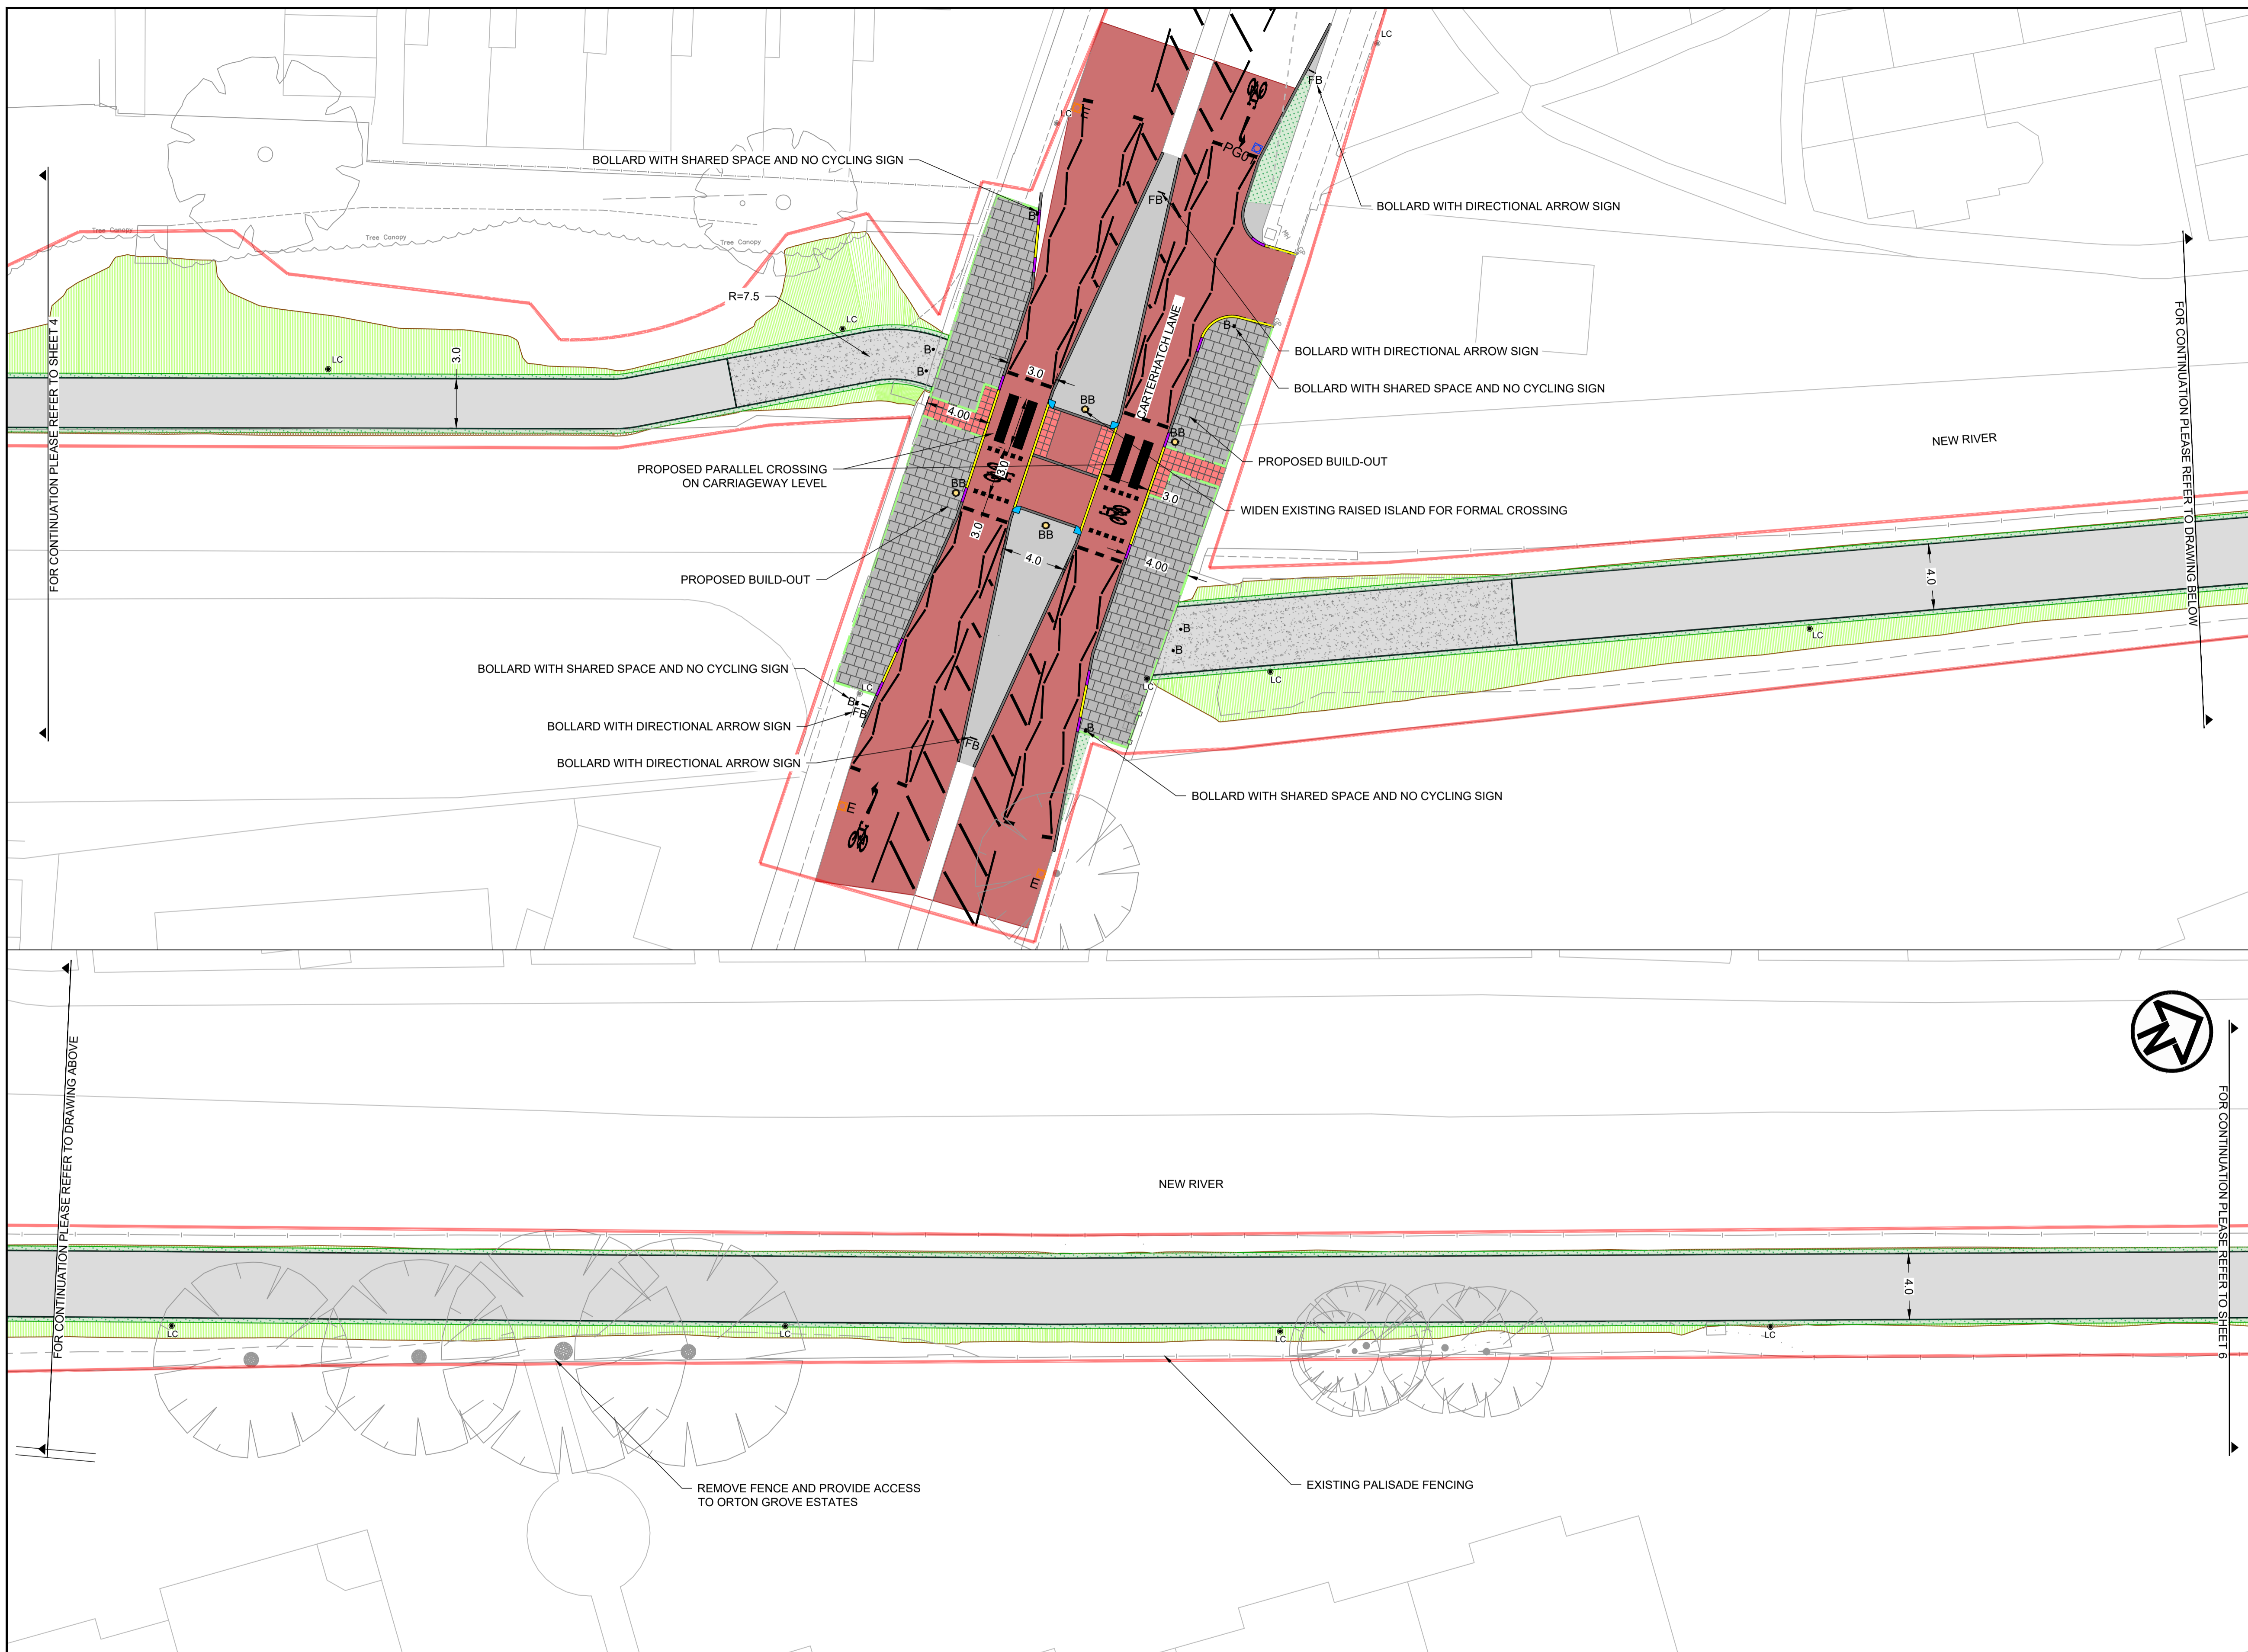 LC
FB
E
LC
PG01
BOLLARD WITH SHARED SPACE AND NO CYCLING SIGN
B
FB
BOLLARD WITH DIRECTIONAL ARROW SIGN
MH
Tree Canopy
Tree Canopy
Tree Canopy
R=7.5
LC
B
LC
B
B
3.0
3.0
4.00
BB
BB
CARTERHATCH LANE
BOLLARD WITH DIRECTIONAL ARROW SIGN
BOLLARD WITH SHARED SPACE AND NO CYCLING SIGN
FOR CONTINUATION PLEASE REFER TO SHEET 4
FOR CONTINUATION PLEASE REFER TO DRAWING BELOW
NEW RIVER
PROPOSED PARALLEL CROSSING
ON CARRIAGEWAY LEVEL
PROPOSED BUILD-OUT
3.0
3.0
BB
WIDEN EXISTING RAISED ISLAND FOR FORMAL CROSSING
3.0
BB
4.0
4.00
PROPOSED BUILD-OUT
4.0
B
B
LC
LC
LC
BOLLARD WITH SHARED SPACE AND NO CYCLING SIGN
LC
B
FB
BOLLARD WITH DIRECTIONAL ARROW SIGN
BOLLARD WITH DIRECTIONAL ARROW SIGN
FB
B
BOLLARD WITH SHARED SPACE AND NO CYCLING SIGN
E
E
FOR CONTINUATION PLEASE REFER TO DRAWING ABOVE
N
FOR CONTINUATION PLEASE REFER TO SHEET 6
NEW RIVER
4.0
LC
LC
LC
LC
REMOVE FENCE AND PROVIDE ACCESS
TO ORTON GROVE ESTATES
EXISTING PALISADE FENCING